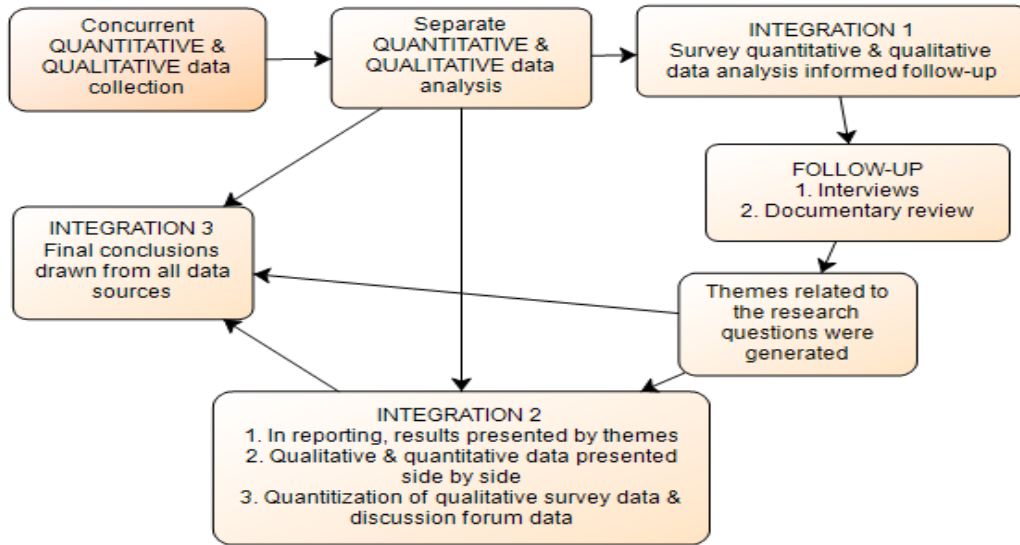 Concurrent
QUANTITATIVE &
QUALITATIVE data
collection
Separate
QUANTITATIVE &
QUALITATIVE data
analysis
INTEGRATION 1
Survey quantitative & qualitative
data analysis informed follow-up
FOLLOW-UP
1. Interviews
2. Documentary review
INTEGRATION 3
Final conclusions
drawn from all data
sources
Themes related to
the research
questions were
generated
INTEGRATION 2
1. In reporting, results presented by themes
2. Qualitative & quantitative data presented
side by side
3. Quantitization of qualitative survey data &
discussion forum data